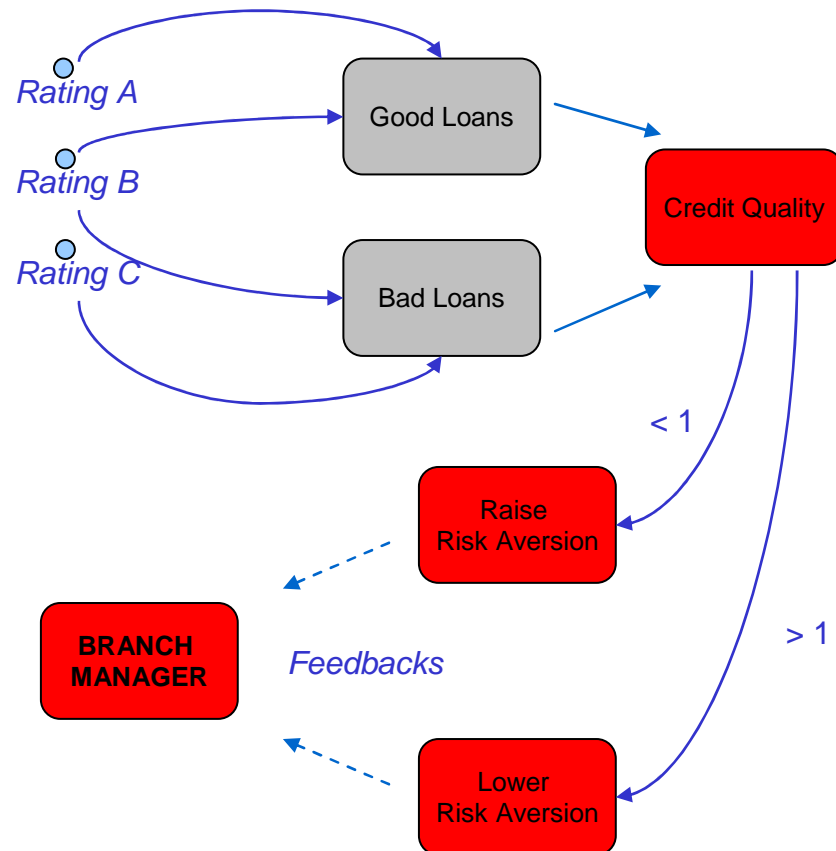 Rating A
Good Loans
Rating B
Credit Quality
Rating C
Bad Loans
< 1
Raise
Risk Aversion
> 1
BRANCH
MANAGER
Feedbacks
Lower
Risk Aversion